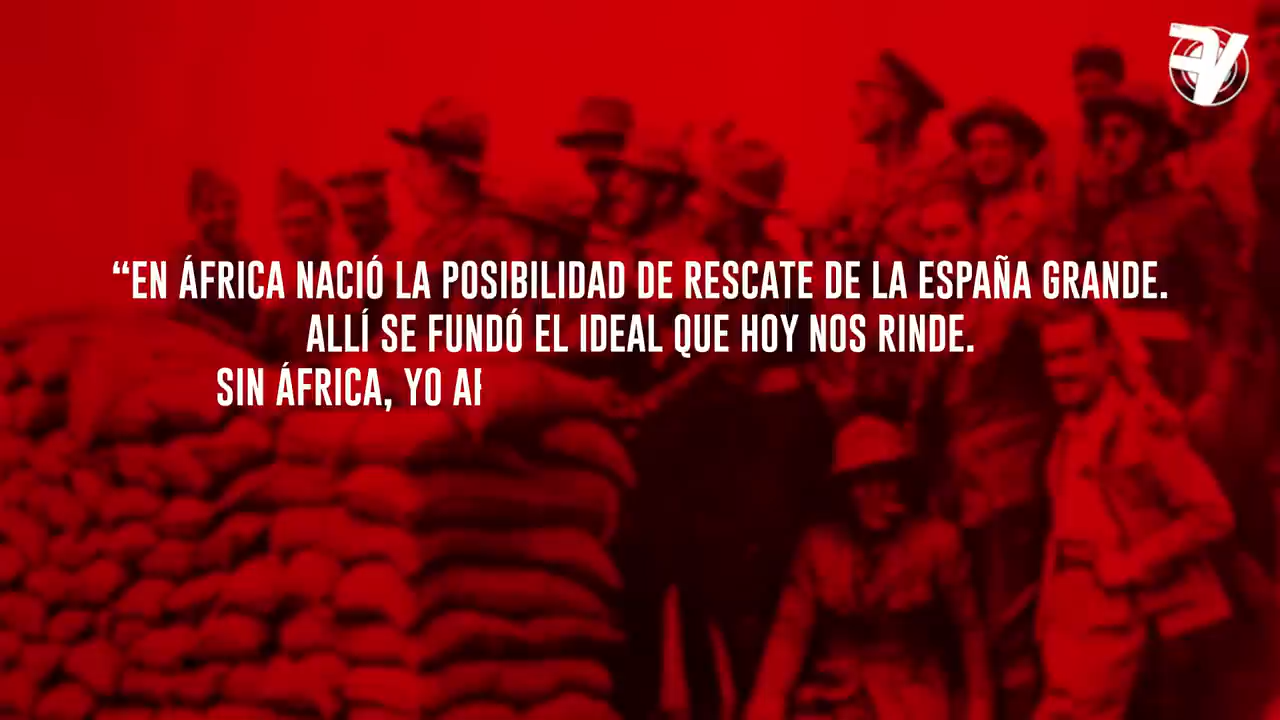 “EN ÁFRICA NACIÓ LA POSIBILIDAD DE RESCATE DE LA ESPAÑA GRANDE.
ALLÍ SE FUNDÓ EL IDEAL QUE HOY NOS RINDE.
SIN ÁFRICA, YO